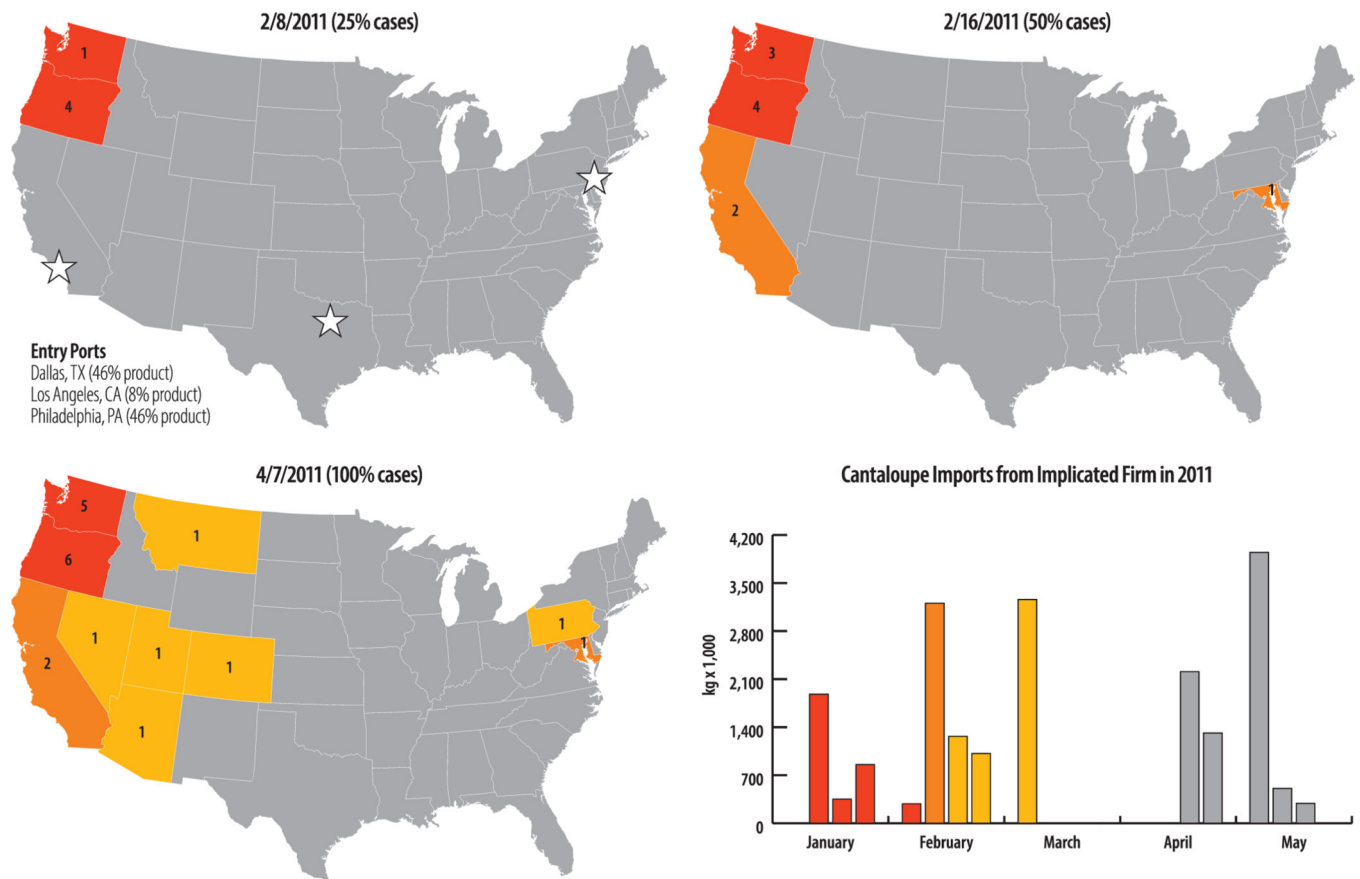 2/8/2011 (25% cases)
1
4
Entry Ports
Dallas, TX (46% product)
Los Angeles, CA (8% product)
Philadelphia, PA (46% product)
2/16/2011 (50% cases)
3
4
2
1
4/7/2011 (100% cases)
5
6
1
2
1
1
1
1
1
1
Cantaloupe Imports from Implicated Firm in 2011
kg x 1,000
4,200
3,500
2,800
2,100
1,400
700
0
January February March April May